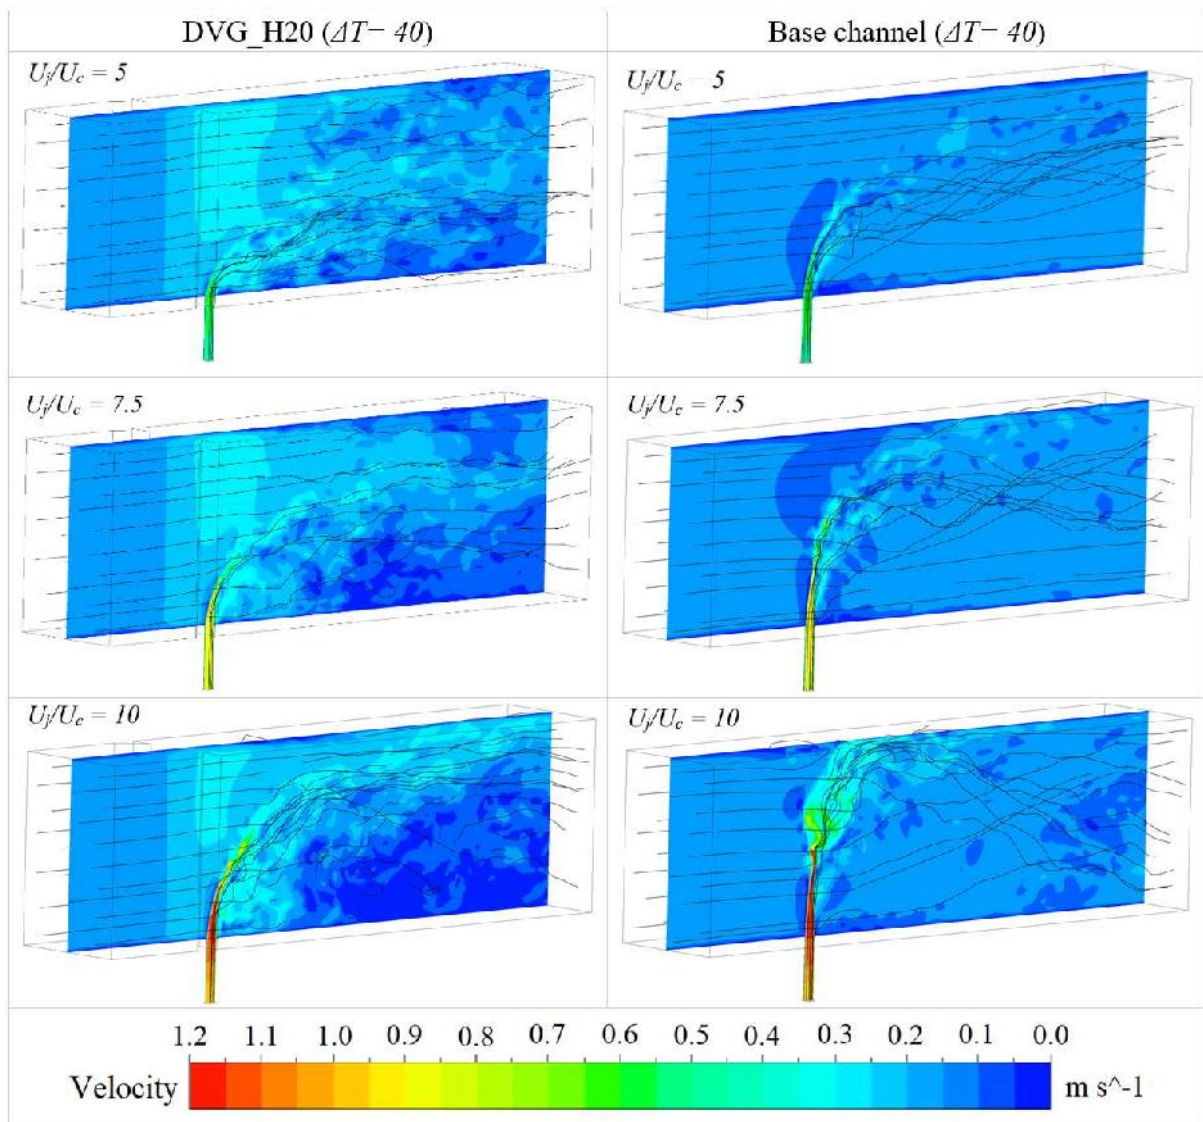 DVG_H20 (ΔT= 40)
Base channel (ΔT= 40)
Uj/Uc = 5
Uj/Uc = 5
Uj/Uc = 7.5
Uj/Uc = 7.5
Uj/Uc = 10
Uj/Uc = 10
1.2 1.1 1.0 0.9 0.8 0.7 0.6 0.5 0.4 0.3 0.2 0.1 0.0
Velocity m s^-1